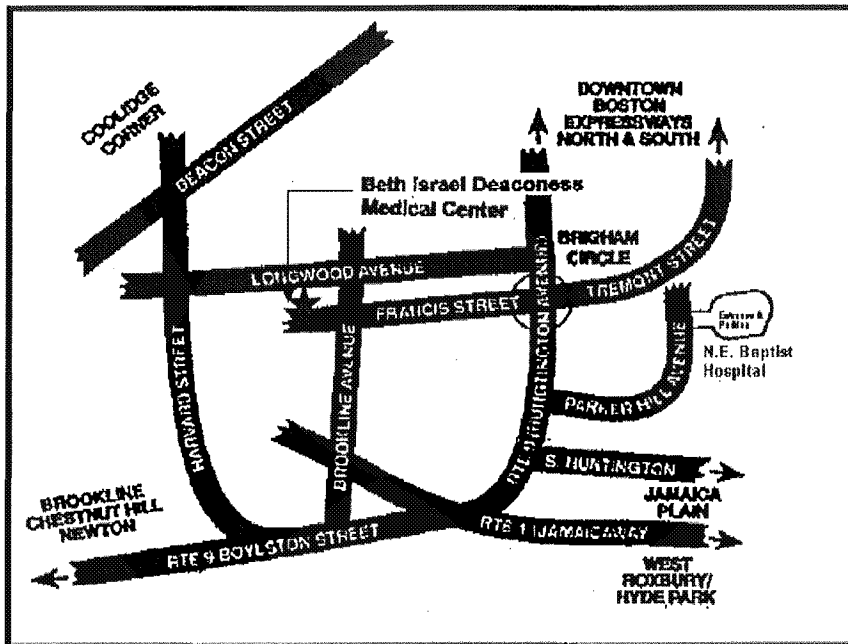 COOLIDGE
CORNER
BEACON STREET
DOWNTOWN
BOSTON
EXPRESSWAYS
NORTH & SOUTH
Beth Israel Deaconess
Medical Center
BRIGHAM
CIRCLE
LONGWOOD AVENUE
FRANCIS STREET
TREMONT STREET
HARVARD STREET
BROOKLINE AVENUE
RTE 9 HUNTINGTON AVENUE
PARKER HILL AVENUE
Entrance &
Parking
N.E. Baptist
Hospital
S. HUNTINGTON
JAMAICA
PLAIN
BROOKLINE
CHESTNUT HILL
NEWTON
RTE 9 BOYLSTON STREET
RTE 1 JAMAICAWAY
WEST
ROXBURY/
HYDE PARK